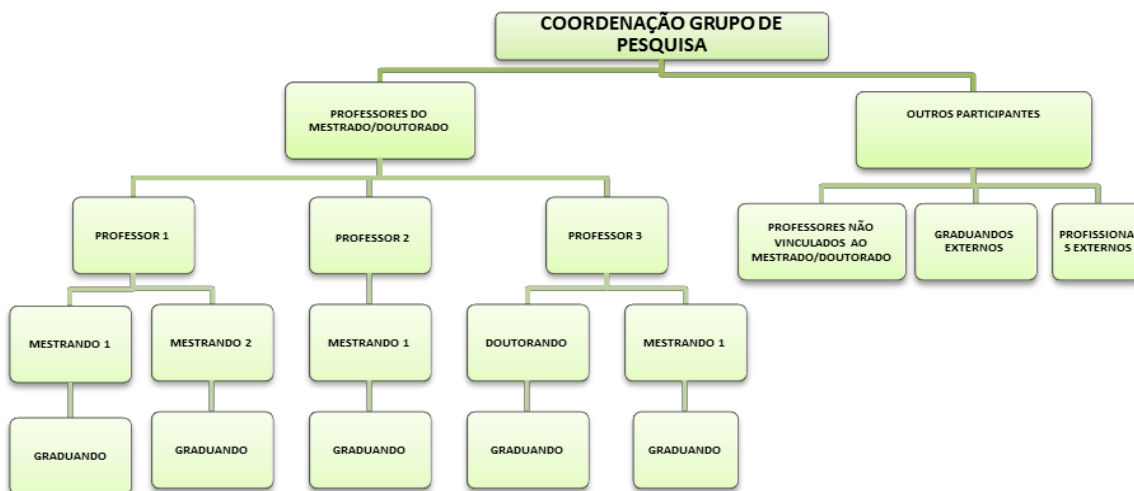 COORDENAÇÃO GRUPO DE
PESQUISA
PROFESSORES DO
MESTRADO/DOUTORADO
OUTROS PARTICIPANTES
PROFESSOR 1
PROFESSOR 2
PROFESSOR 3
PROFESSORES NÃO
VINCULADOS AO
MESTRADO/DOUTORADO
GRADUANDOS
EXTERNOS
PROFISSIONAI
S EXTERNOS
MESTRANDO 1
MESTRANDO 2
MESTRANDO 1
DOUTORANDO
MESTRANDO 1
GRADUANDO
GRADUANDO
GRADUANDO
GRADUANDO
GRADUANDO